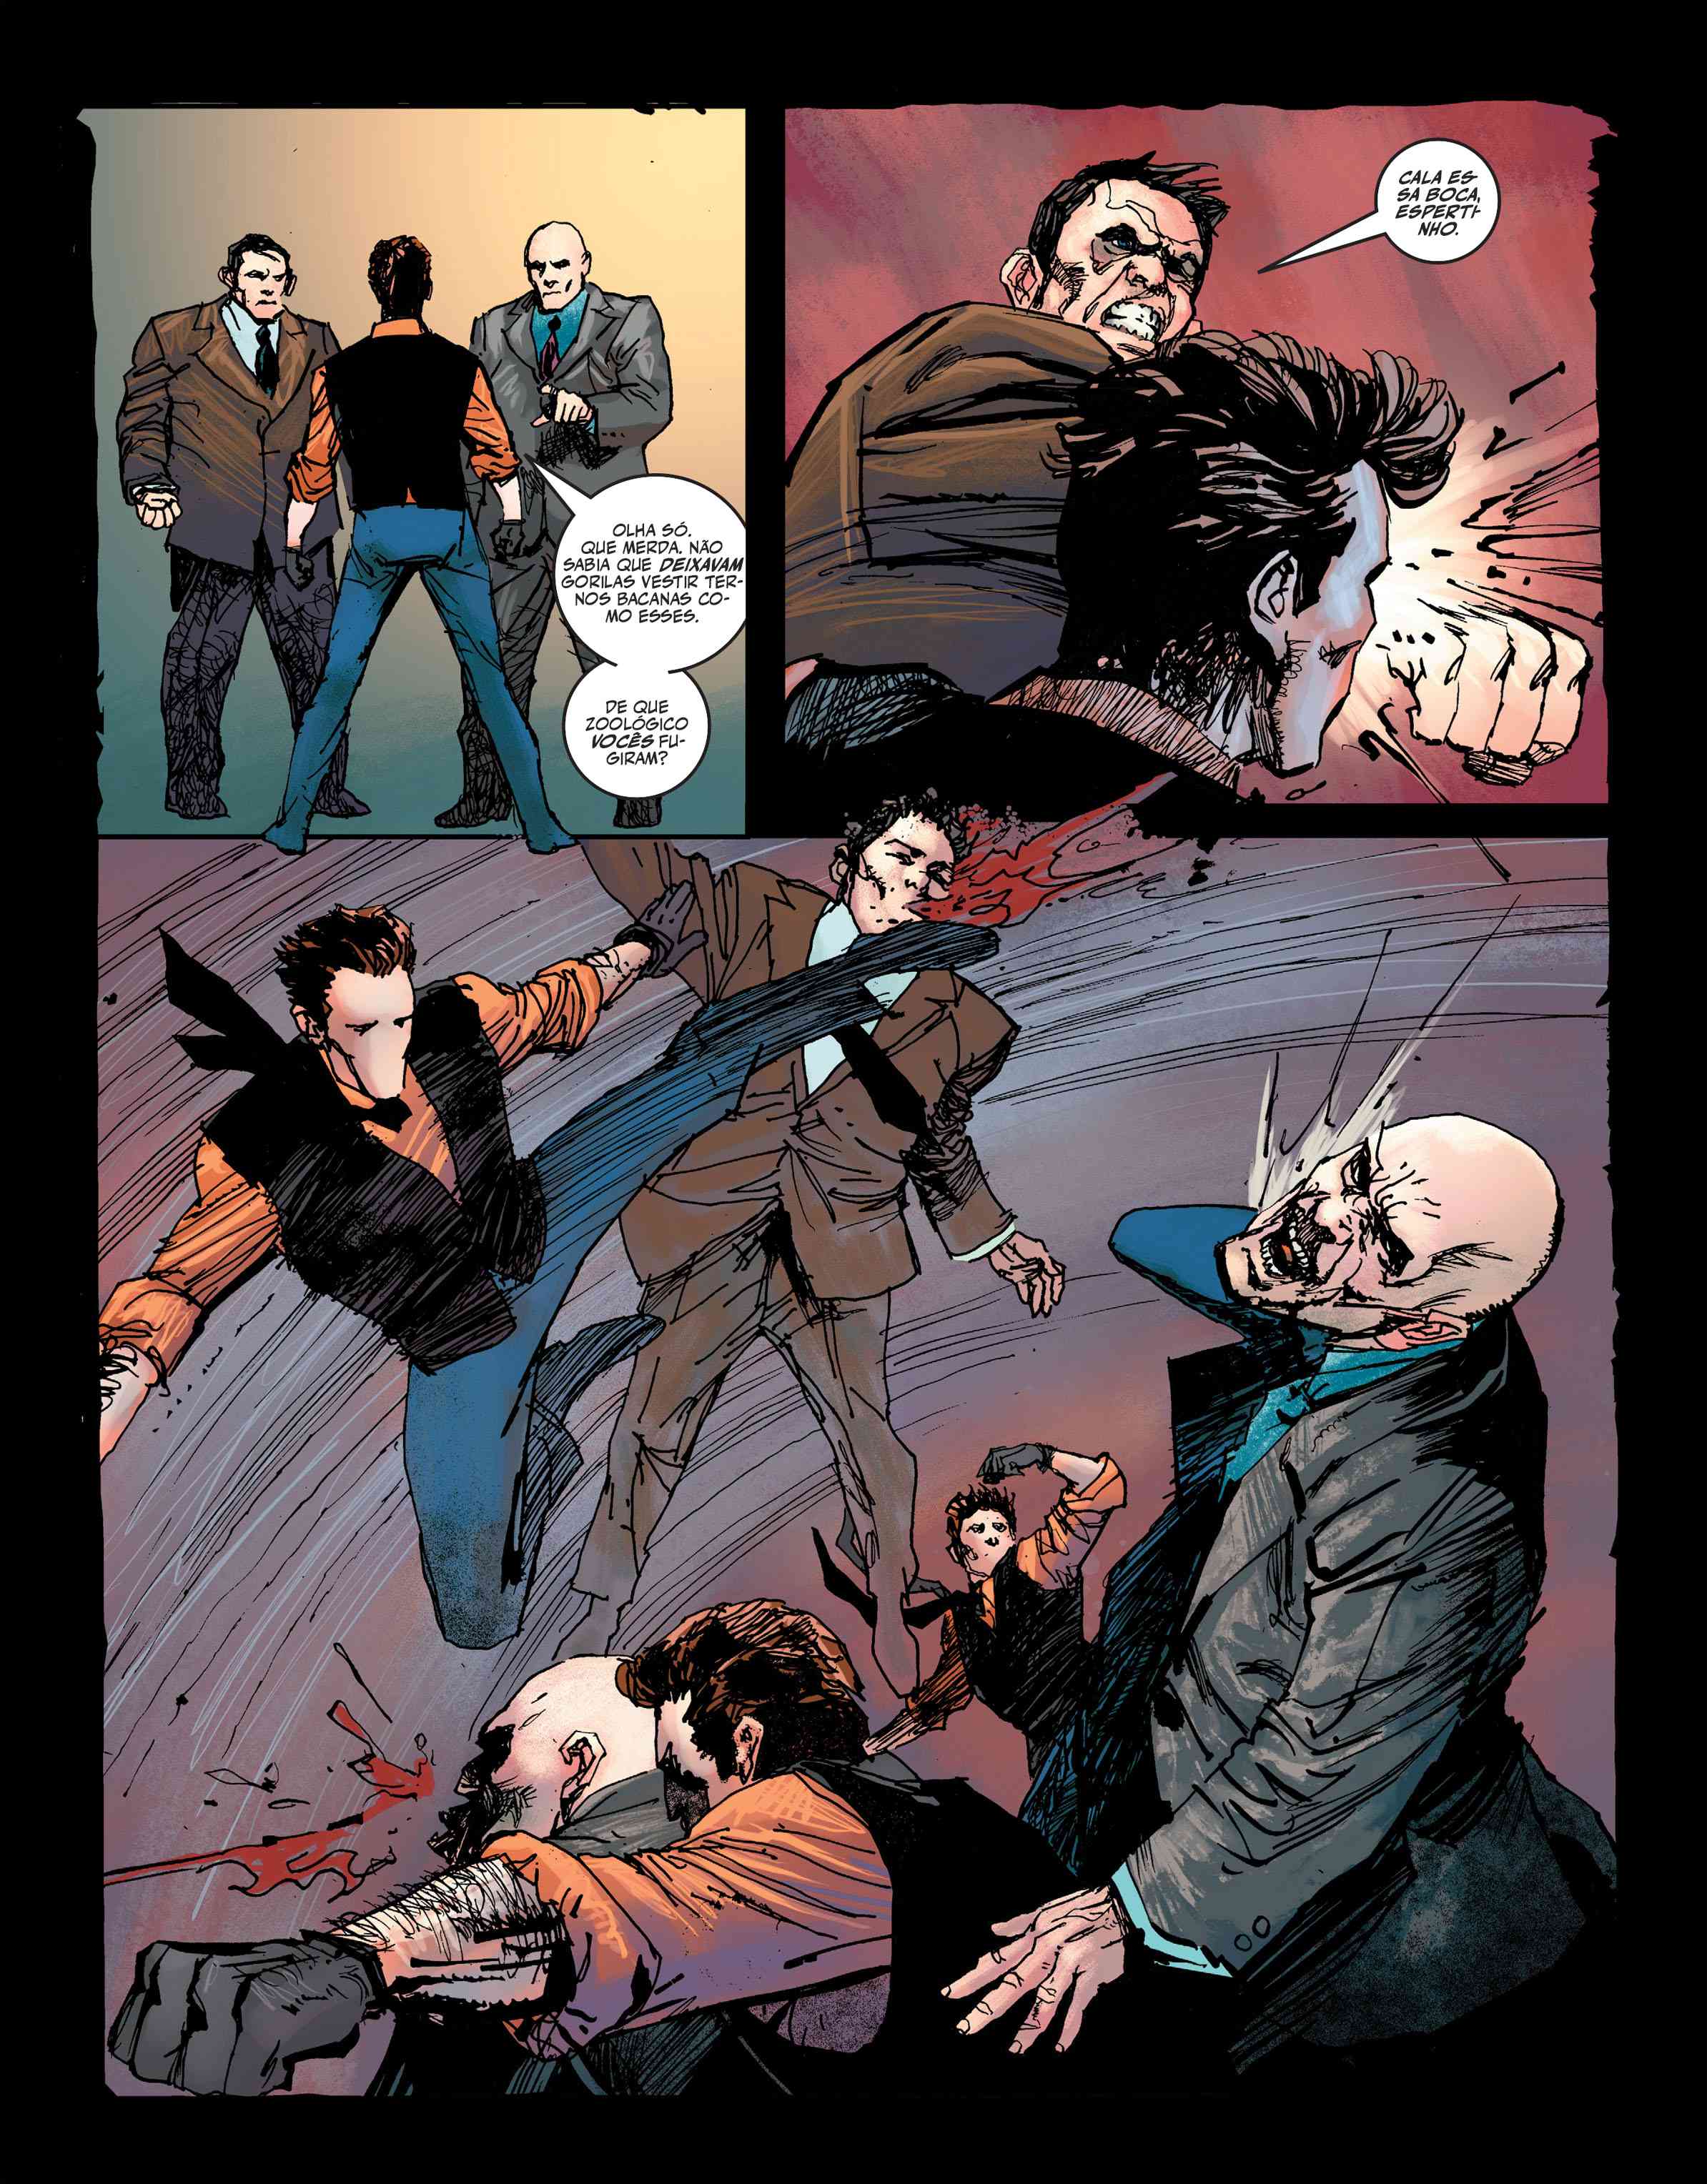 OLHA SÓ.
QUE MERDA. NÃO
SABIA QUE DEIXAVAM
GORILAS VESTIR TER-
NOS BACANAS CO-
MO ESSES.
DE QUE
ZOOLÓGICO
VOCÊS FU-
GIRAM?
CALA ES-
SA BOCA,
ESPERTI-
NHO.